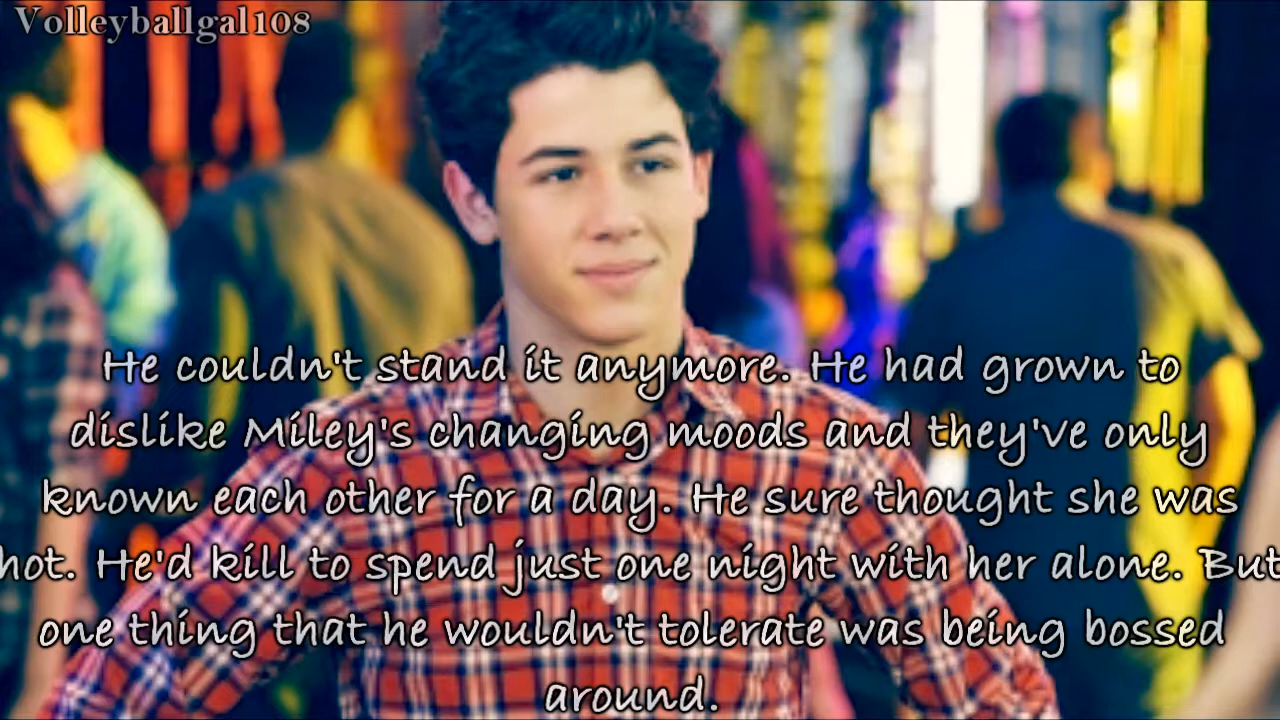 Volleyballgal108
He couldn't stand it anymore. He had grown to
dislike Miley's changing moods and they've only
known each other for a day. He sure thought she was
hot. He'd kill to spend just one night with her alone. But
one thing that he wouldn't tolerate was being bossed
around.